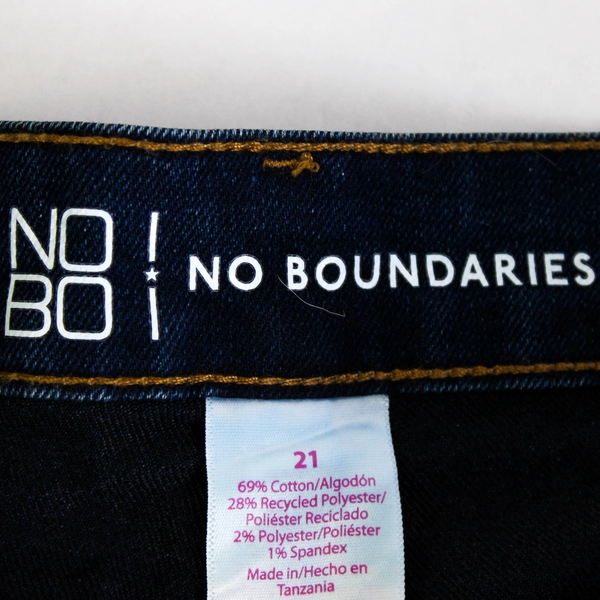 NO
BO
NO BOUNDARIES
21
69% Cotton/Algodón
28% Recycled Polyester/
Poliéster Reciclado
2% Polyester/Poliéster
1% Spandex
Made in/Hecho en
Tanzania